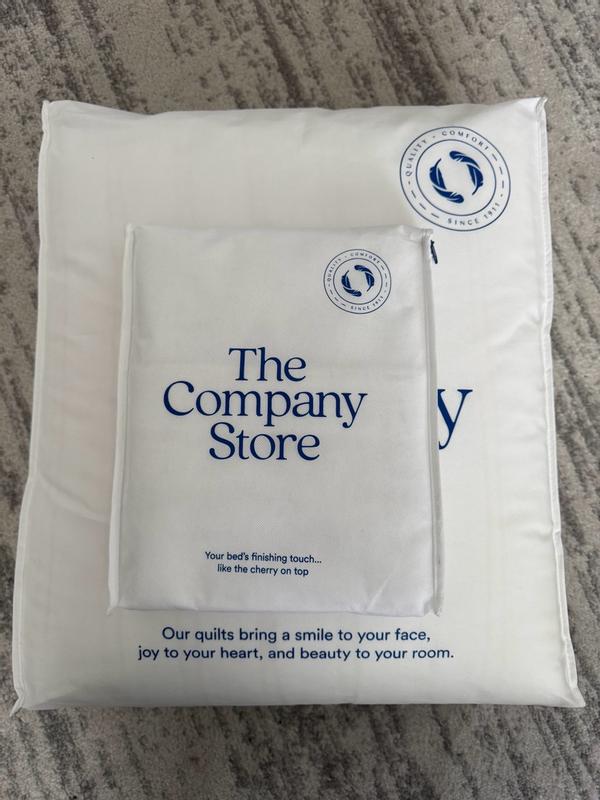 QUALITY - COMFORT
SINCE 1911
QUALITY - COMFORT
SINCE 1911
The
Company
Store
y
Your bed's finishing touch...
like the cherry on top
Our quilts bring a smile to your face,
joy to your heart, and beauty to your room.